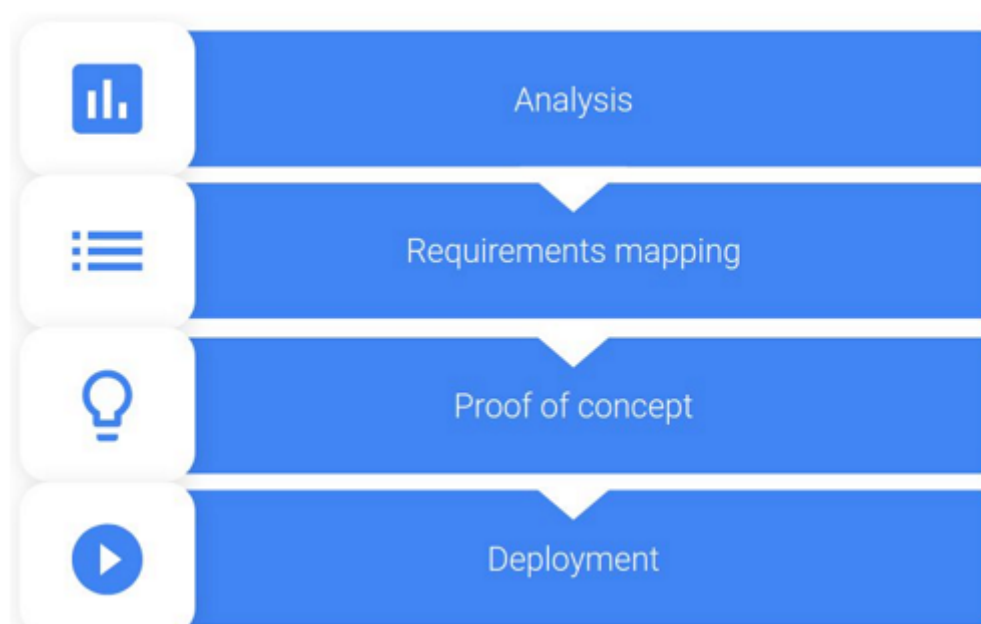 Analysis
Requirements mapping
Proof of concept
Deployment